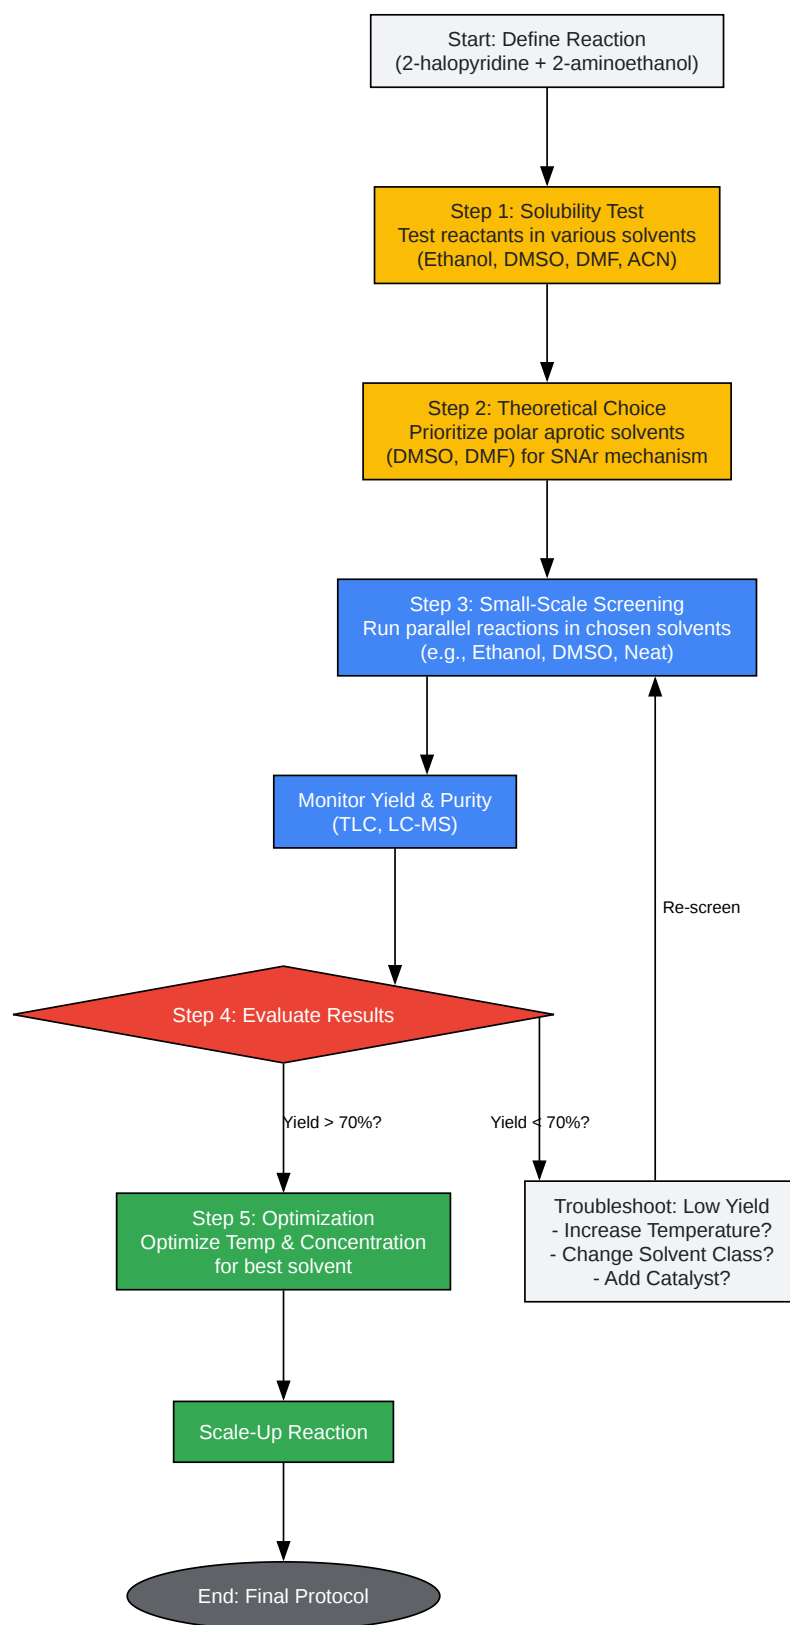 Start: Define Reaction
(2-halopyridine + 2-aminoethanol)
Step 1: Solubility Test
Test reactants in various solvents
(Ethanol, DMSO, DMF, ACN)
Step 2: Theoretical Choice
Prioritize polar aprotic solvents
(DMSO, DMF) for SNAr mechanism
Step 3: Small-Scale Screening
Run parallel reactions in chosen solvents
(e.g., Ethanol, DMSO, Neat)
Monitor Yield & Purity
(TLC, LC-MS)
Re-screen
Step 4: Evaluate Results
Yield > 70%?
Yield < 70%?
Step 5: Optimization
Optimize Temp & Concentration
for best solvent
Troubleshoot: Low Yield
- Increase Temperature?
- Change Solvent Class?
- Add Catalyst?
Scale-Up Reaction
End: Final Protocol